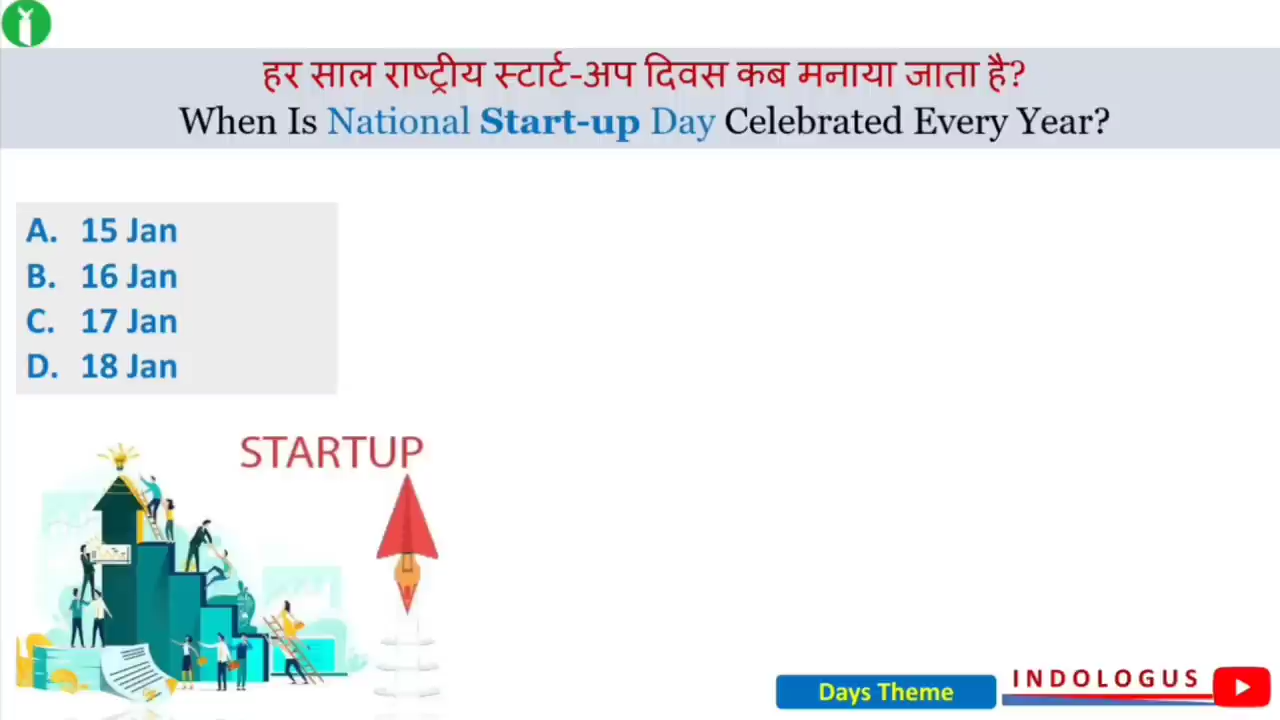 हर साल राष्ट्रीय स्टार्ट-अप दिवस कब मनाया जाता है?
When Is National Start-up Day Celebrated Every Year?
A. 15 Jan
B. 16 Jan
C. 17 Jan
D. 18 Jan
STARTUP
Days Theme
INDOLOGUS